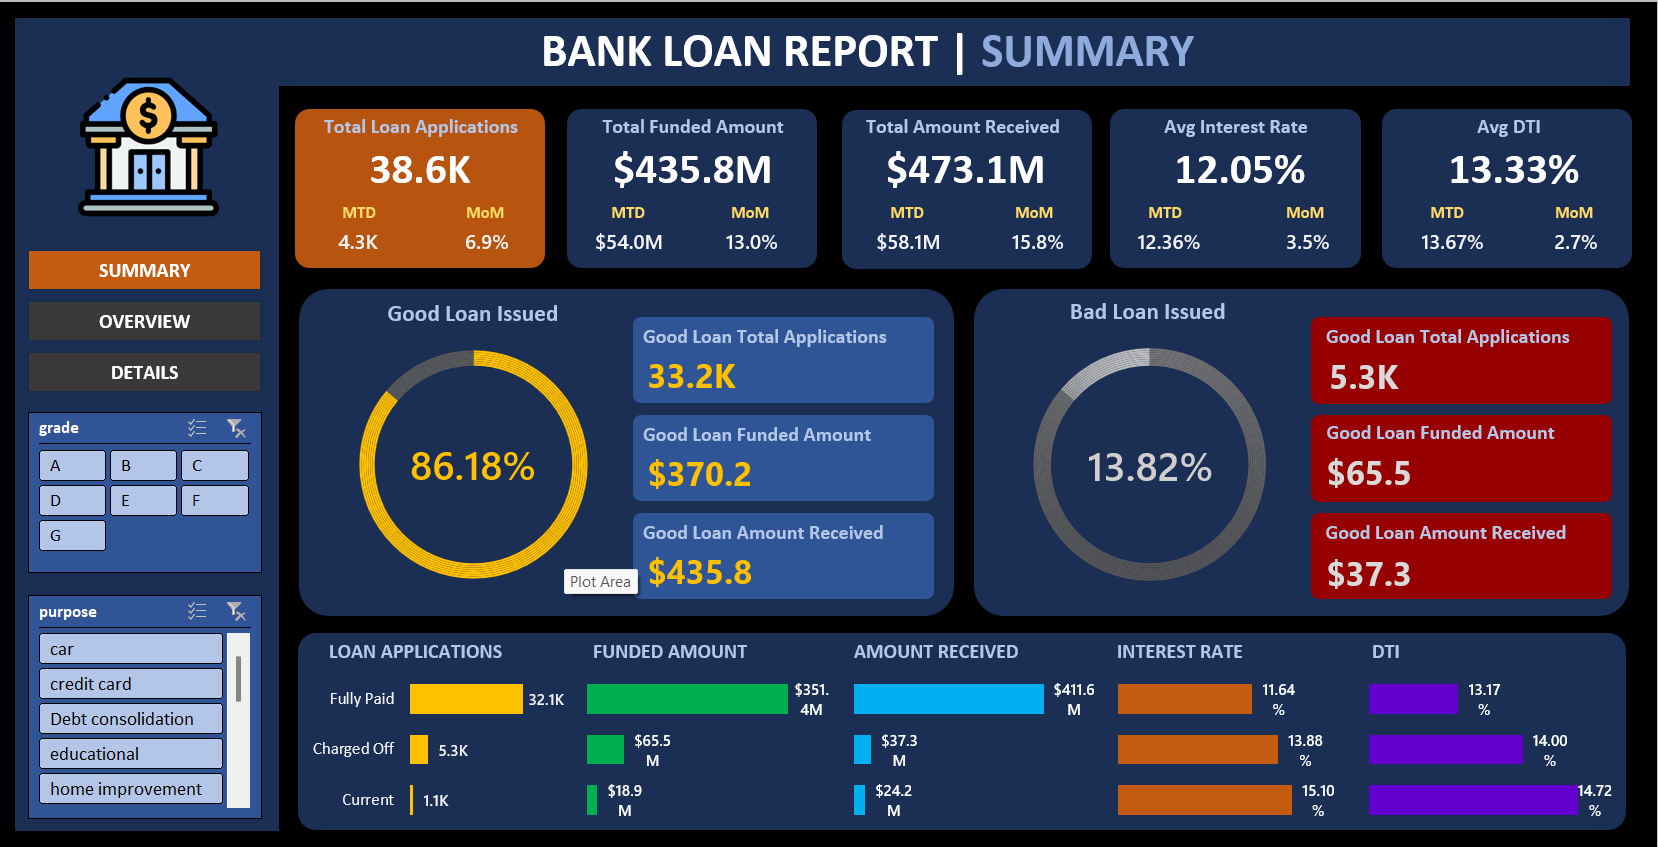 BANK LOAN REPORT | SUMMARY
$
SUMMARY
OVERVIEW
DETAILS
grade
A B C
D E F
G
purpose
car
credit card
Debt consolidation
educational
home improvement
Total Loan Applications
38.6K
MTD MoM
4.3K 6.9%
Total Funded Amount
$435.8M
MTD MoM
$54.0M 13.0%
Total Amount Received
$473.1M
MTD MoM
$58.1M 15.8%
Avg Interest Rate
12.05%
MTD MoM
12.36% 3.5%
Avg DTI
13.33%
MTD MoM
13.67% 2.7%
Good Loan Issued
86.18%
Plot Area
Good Loan Total Applications
33.2K
Good Loan Funded Amount
$370.2
Good Loan Amount Received
$435.8
Bad Loan Issued
13.82%
Good Loan Total Applications
5.3K
Good Loan Funded Amount
$65.5
Good Loan Amount Received
$37.3
LOAN APPLICATIONS
Fully Paid 32.1K
Charged Off 5.3K
Current 1.1K
FUNDED AMOUNT
$351.
4M
$65.5
M
$18.9
M
AMOUNT RECEIVED
$411.6
M
$37.3
M
$24.2
M
INTEREST RATE
11.64
%
13.88
%
15.10
%
DTI
13.17
%
14.00
%
14.72
%